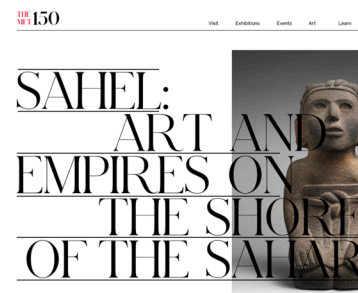 THE
MET 150
Visit Exhibitions Events Art Learn
SAHEL:
ART AND
EMPIRES ON
THE SHORE
OF THE SAHAR